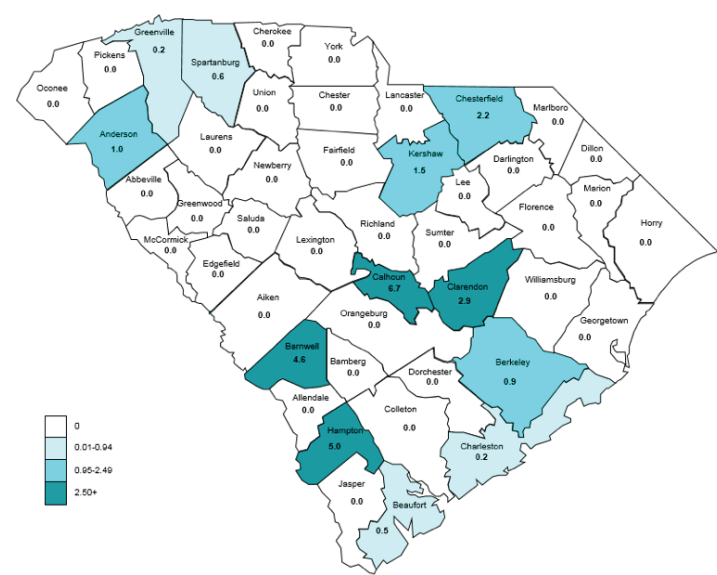 Cherokee
0.0
Greenville
0.2
York
0.0
Pickens
0.0
Spartanburg
0.6
Oconee
0.0
Union
0.0
Chester
0.0
Lancaster
0.0
Chesterfield
2.2
Marlboro
0.0
Anderson
1.0
Laurens
0.0
Fairfield
0.0
Kershaw
1.5
Darlington
0.0
Dillon
0.0
Newberry
0.0
Abbeville
0.0
Lee
0.0
Marion
0.0
Greenwood
0.0
Saluda
0.0
Richland
0.0
Sumter
0.0
Florence
0.0
Horry
0.0
McCormick
0.0
Lexington
0.0
Edgefield
0.0
Calhoun
6.7
Clarendon
2.9
Williamsburg
0.0
Aiken
0.0
Orangeburg
0.0
Georgetown
0.0
Barnwell
4.6
Bamberg
0.0
Dorchester
0.0
Berkeley
0.9
Allendale
0.0
Colleton
0.0
Hampton
5.0
Charleston
0.2
Jasper
0.0
Beaufort
0.5
0
0.01-0.94
0.95-2.49
2.50+